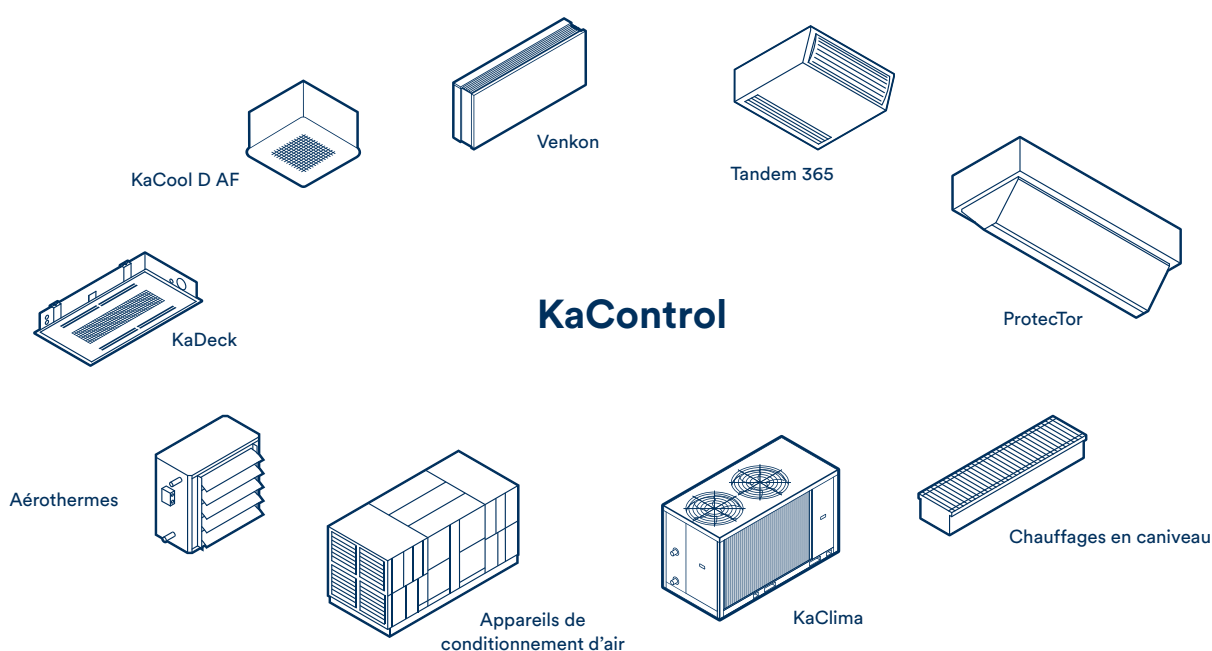 Venkon
Tandem 365
KaCool D AF
KaControl
ProtecTor
KaDeck
Aérothermes
Chauffages en caniveau
Appareils de
conditionnement d’air
KaClima